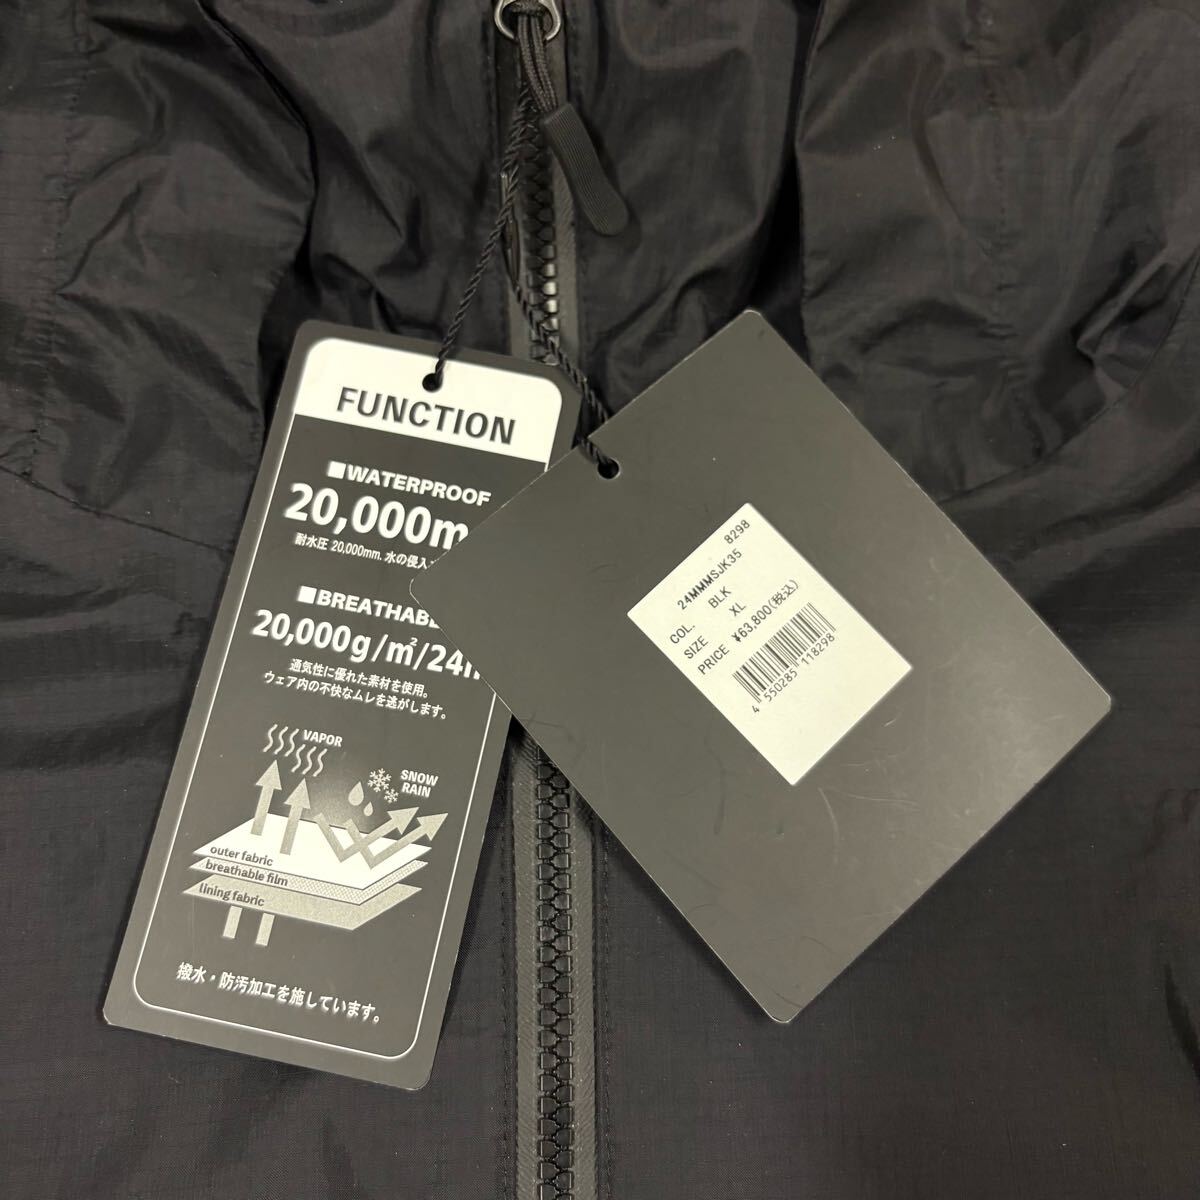 FUNCTION
■WATERPROOF
20,000m
耐水圧 20,000mm. 水の侵入
■BREATHABL
20,000g/㎡/24h
通気性に優れた素材を使用。
ウェア内の不快なムレを逃がします。
VAPOR
SNOW
RAIN
outer fabric
breathable film
lining fabric
撥水・防汚加工を施しています。
8298
24MMMSJK35
COL. BLK
SIZE XL
PRICE ¥63,800(税込)
4 550285 118298